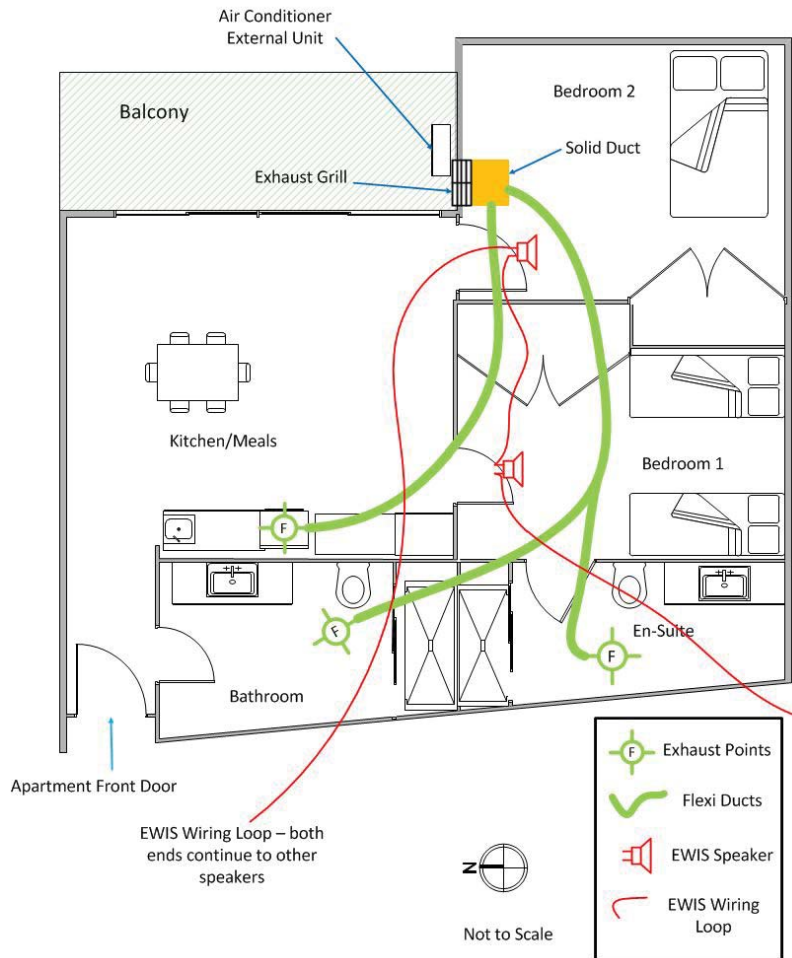 Air Conditioner
External Unit
Bedroom 2
Balcony
Solid Duct
Exhaust Grill
Kitchen/Meals
F
Bedroom 1
F
En-Suite
F
Bathroom
Apartment Front Door
EWIS Wiring Loop – both
ends continue to other
speakers
N
Not to Scale
F
Exhaust Points
Flexi Ducts
EWIS Speaker
EWIS Wiring
Loop